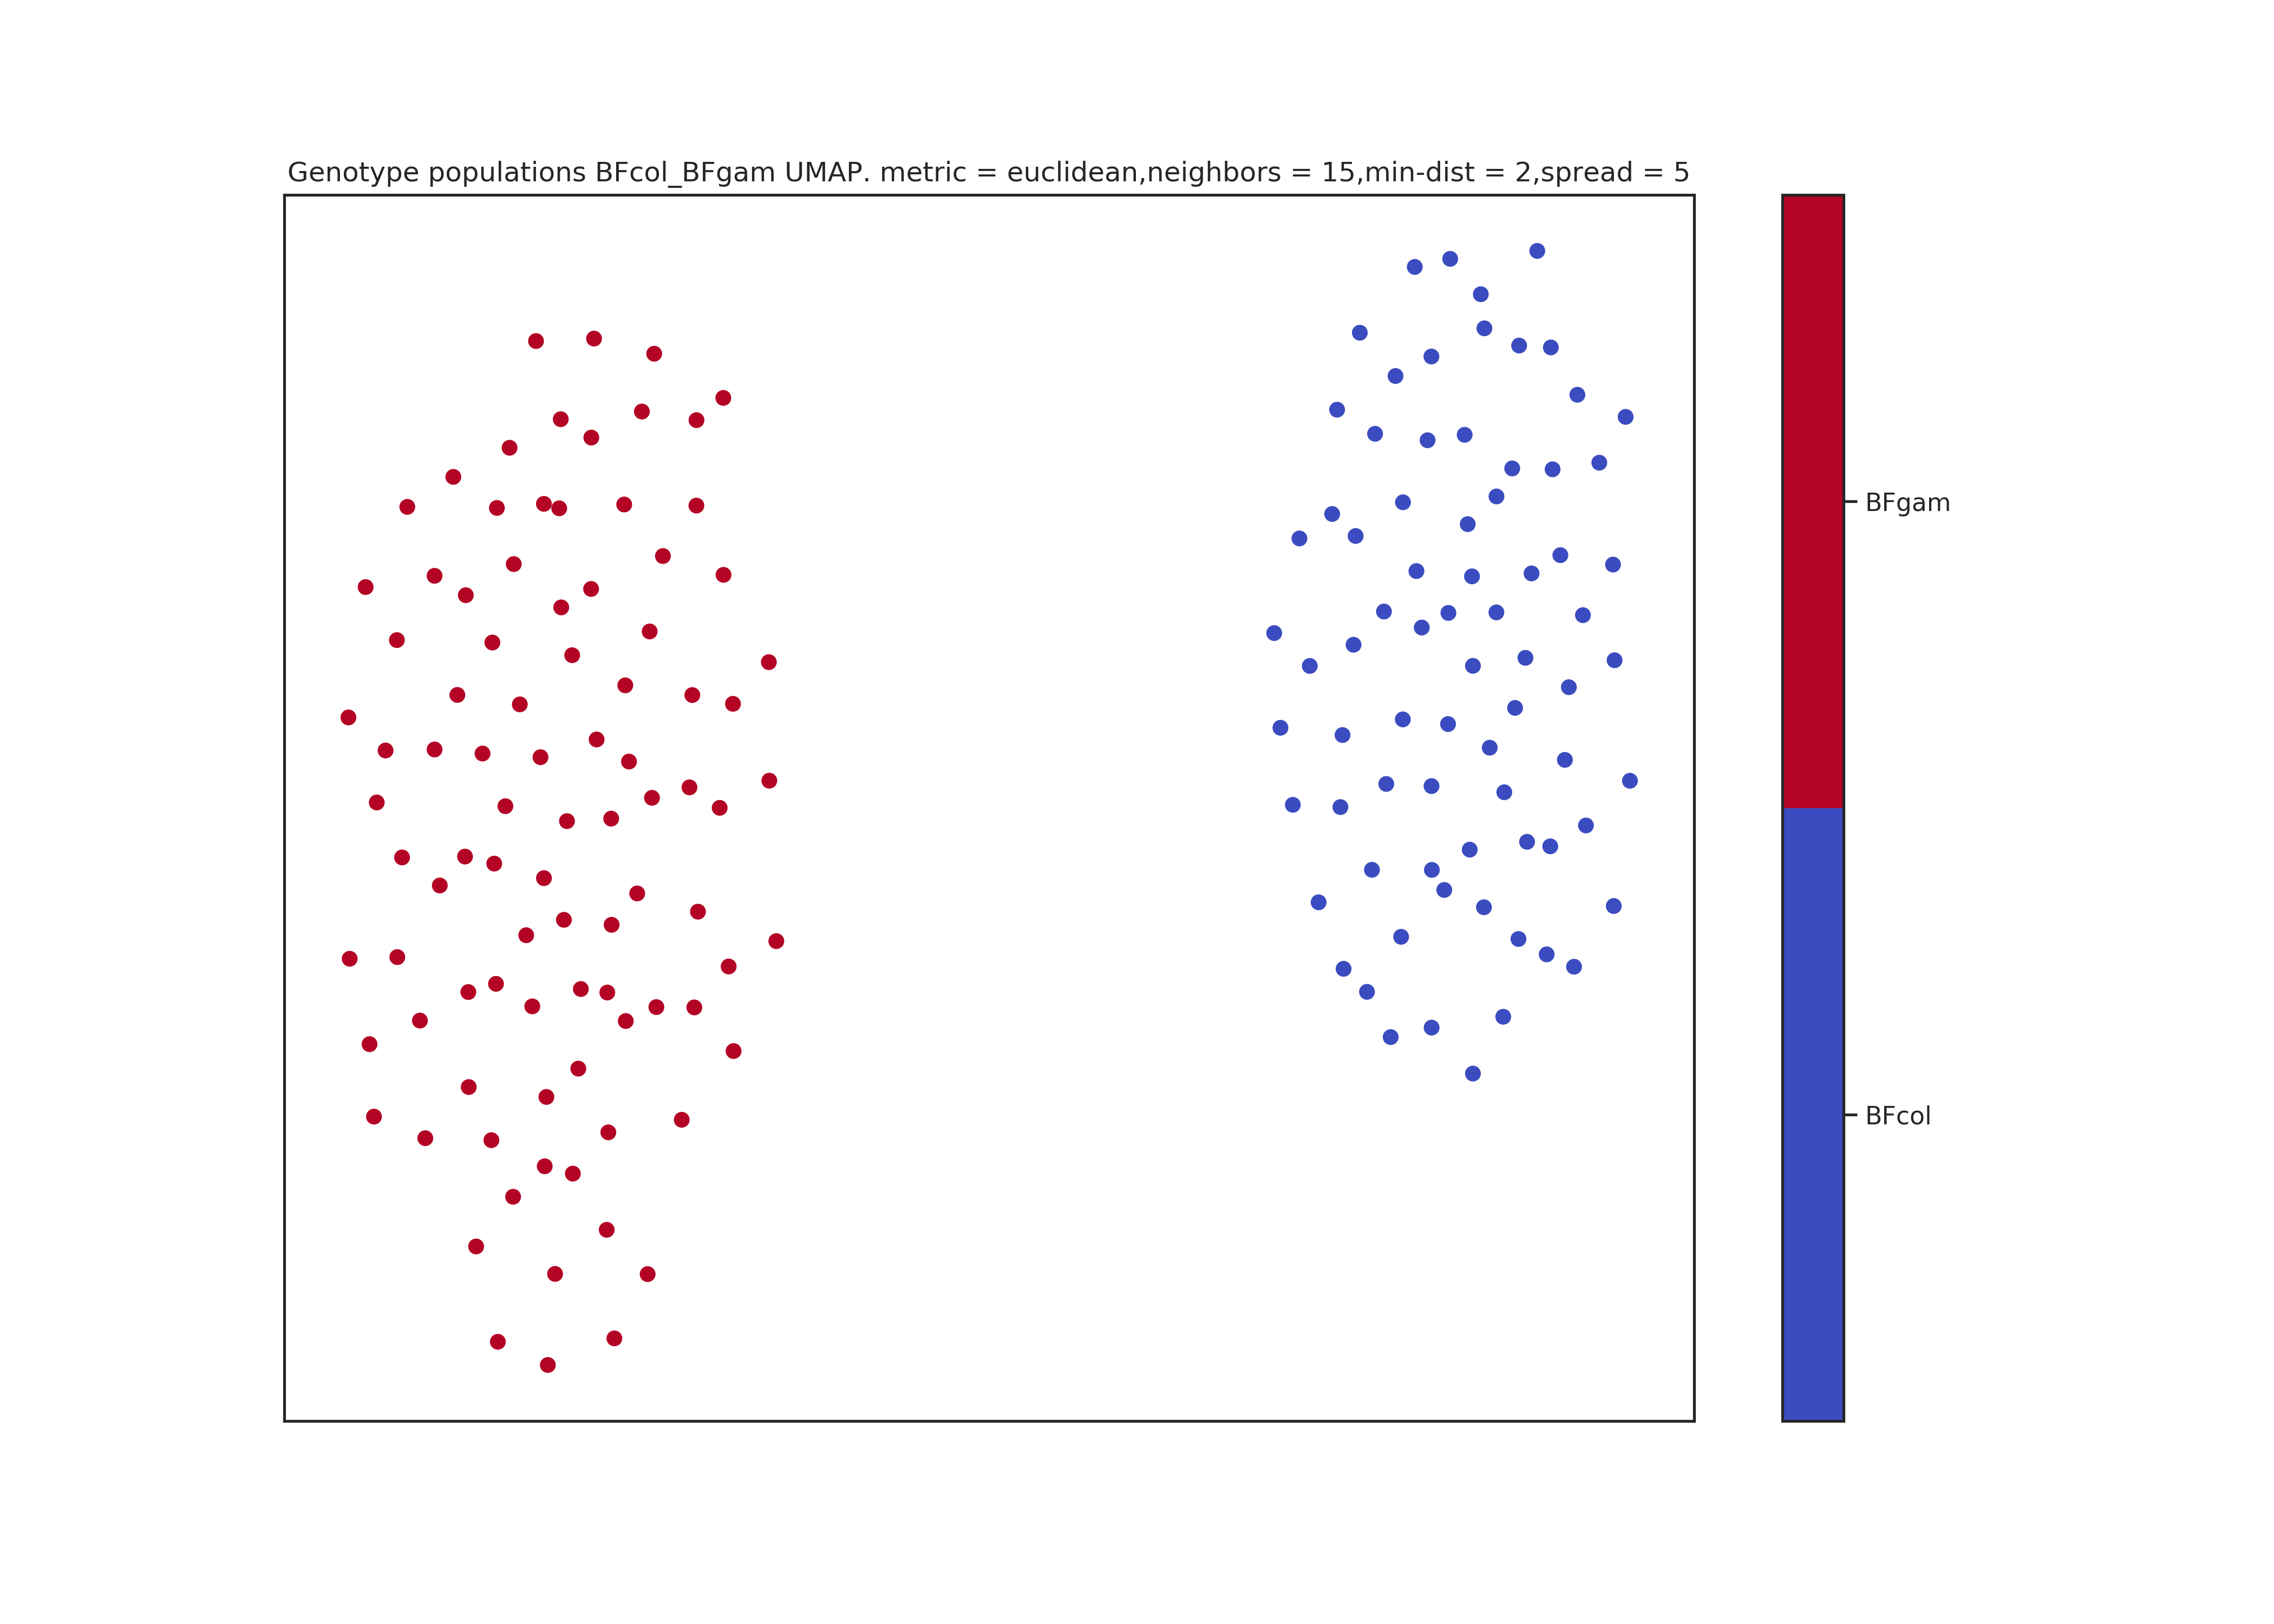 Genotype populations BFcol_BFgam UMAP. metric = euclidean,neighbors = 15,min-dist = 2,spread = 5
BFgam
BFcol